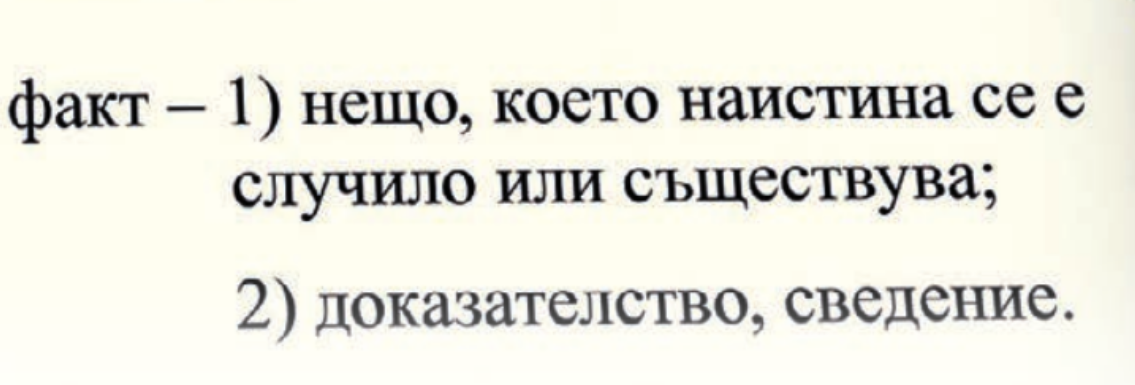 факт – 1) нещо, което наистина се е
случило или съществува;
2) доказателство, сведение.